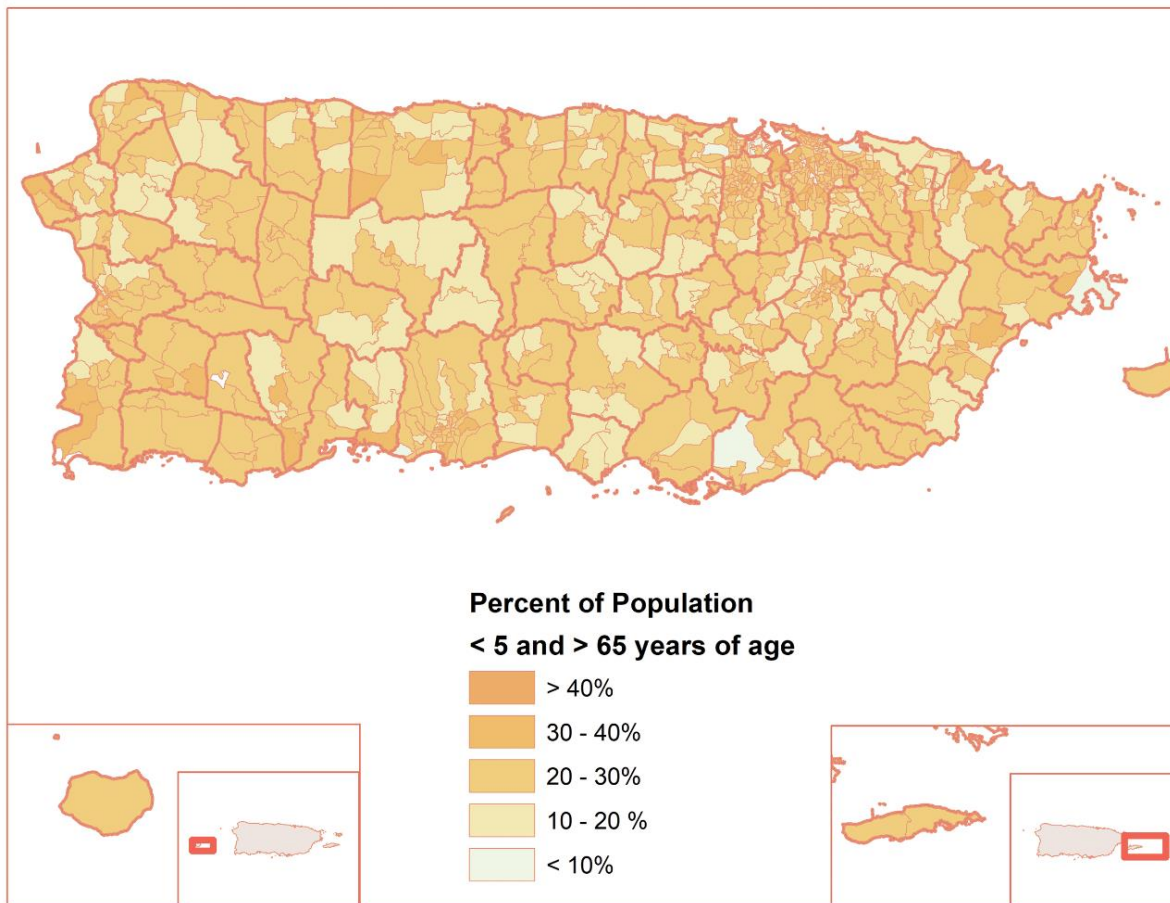 Percent of Population
< 5 and > 65 years of age
> 40%
30 - 40%
20 - 30%
10 - 20 %
< 10%